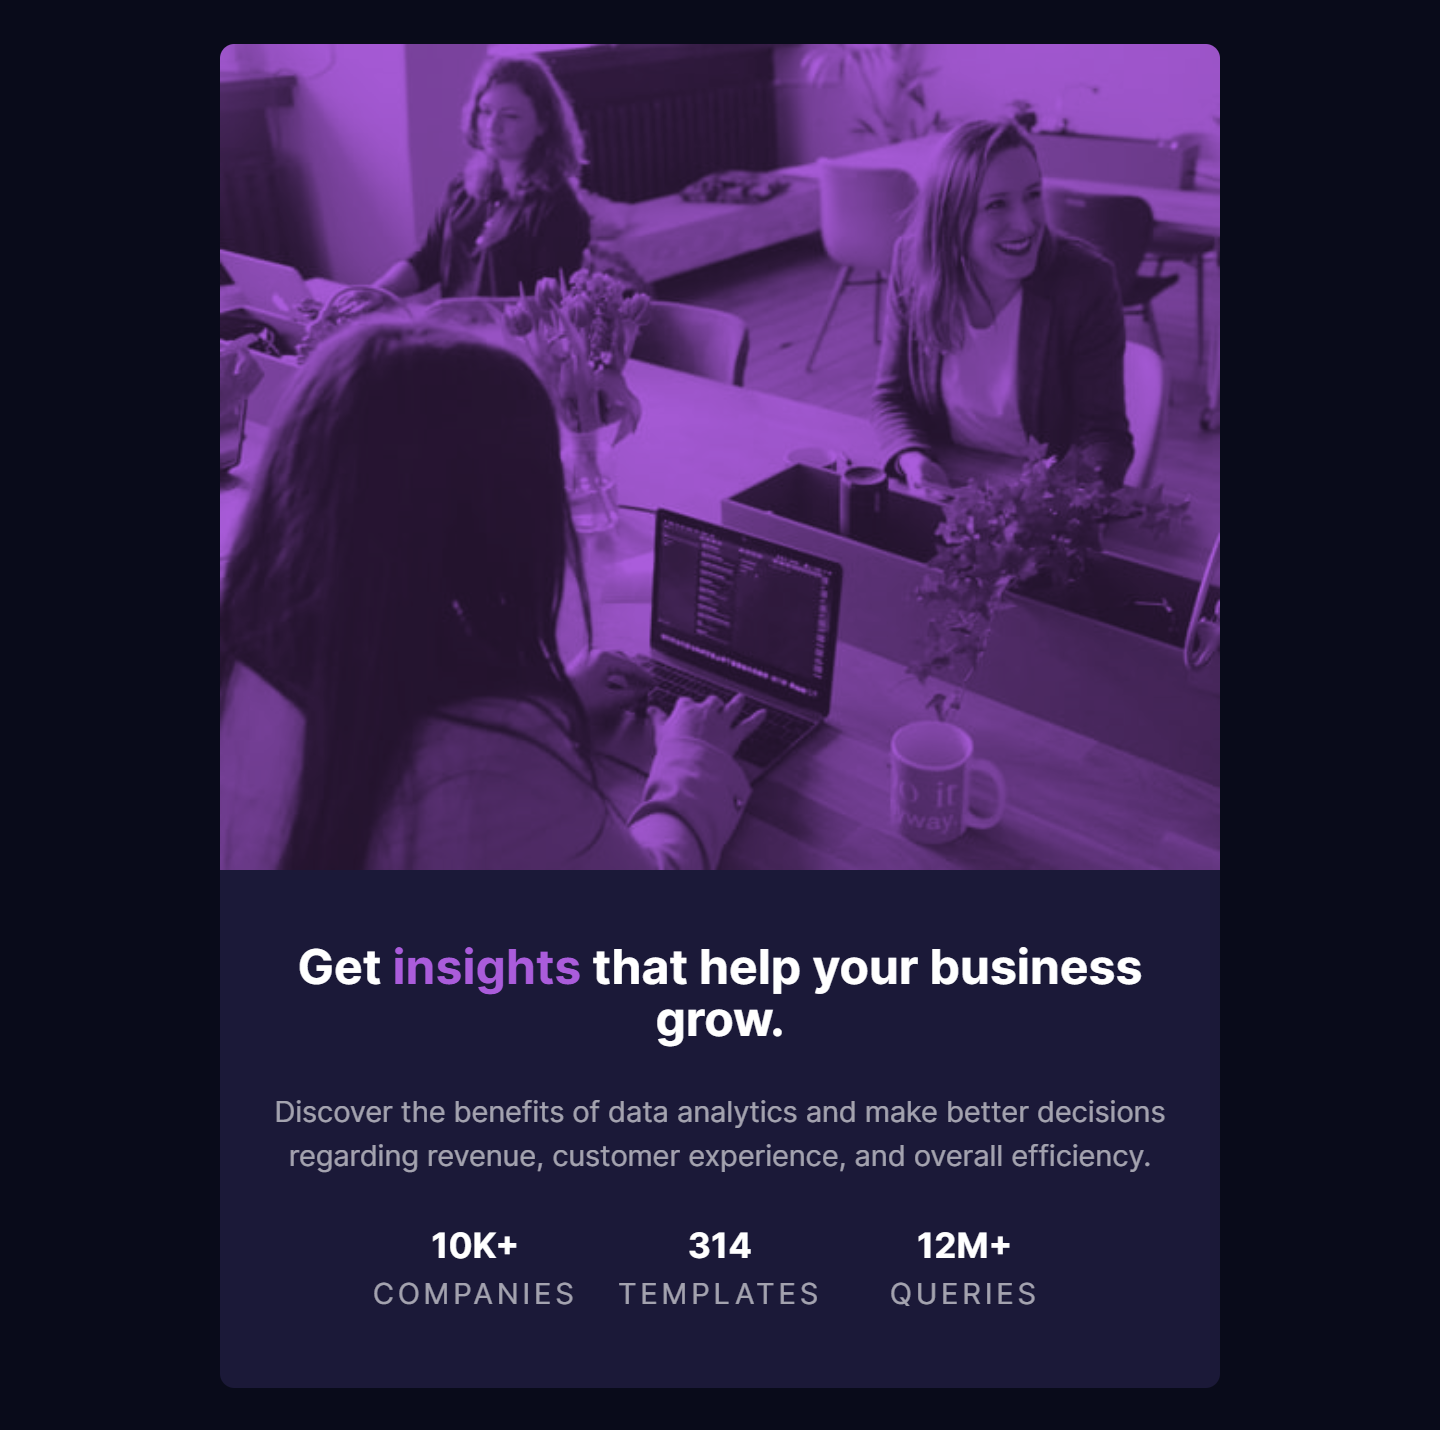 Get insights that help your business
grow.
Discover the benefits of data analytics and make better decisions
regarding revenue, customer experience, and overall efficiency.
10K+ 314 12M+
COMPANIES TEMPLATES QUERIES